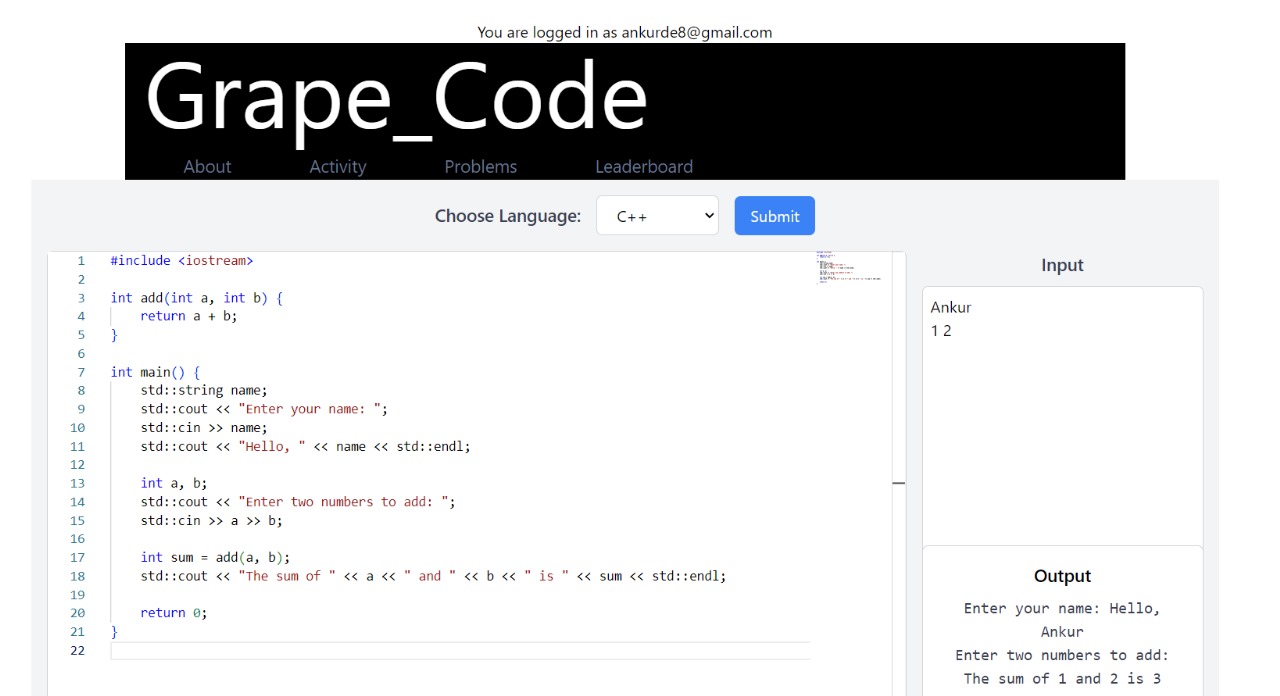 You are logged in as ankurde8@gmail.com
Grape_Code
About Activity Problems Leaderboard
Choose Language: C++ Submit
1 #include <iostream>
2
3 int add(int a, int b) {
4     return a + b;
5 }
6
7 int main() {
8     std::string name;
9     std::cout << "Enter your name: ";
10     std::cin >> name;
11     std::cout << "Hello, " << name << std::endl;
12
13     int a, b;
14     std::cout << "Enter two numbers to add: ";
15     std::cin >> a >> b;
16
17     int sum = add(a, b);
18     std::cout << "The sum of " << a << " and " << b << " is " << sum << std::endl;
19
20     return 0;
21 }
22
Input
Ankur
1 2
Output
Enter your name: Hello,
Ankur
Enter two numbers to add:
The sum of 1 and 2 is 3